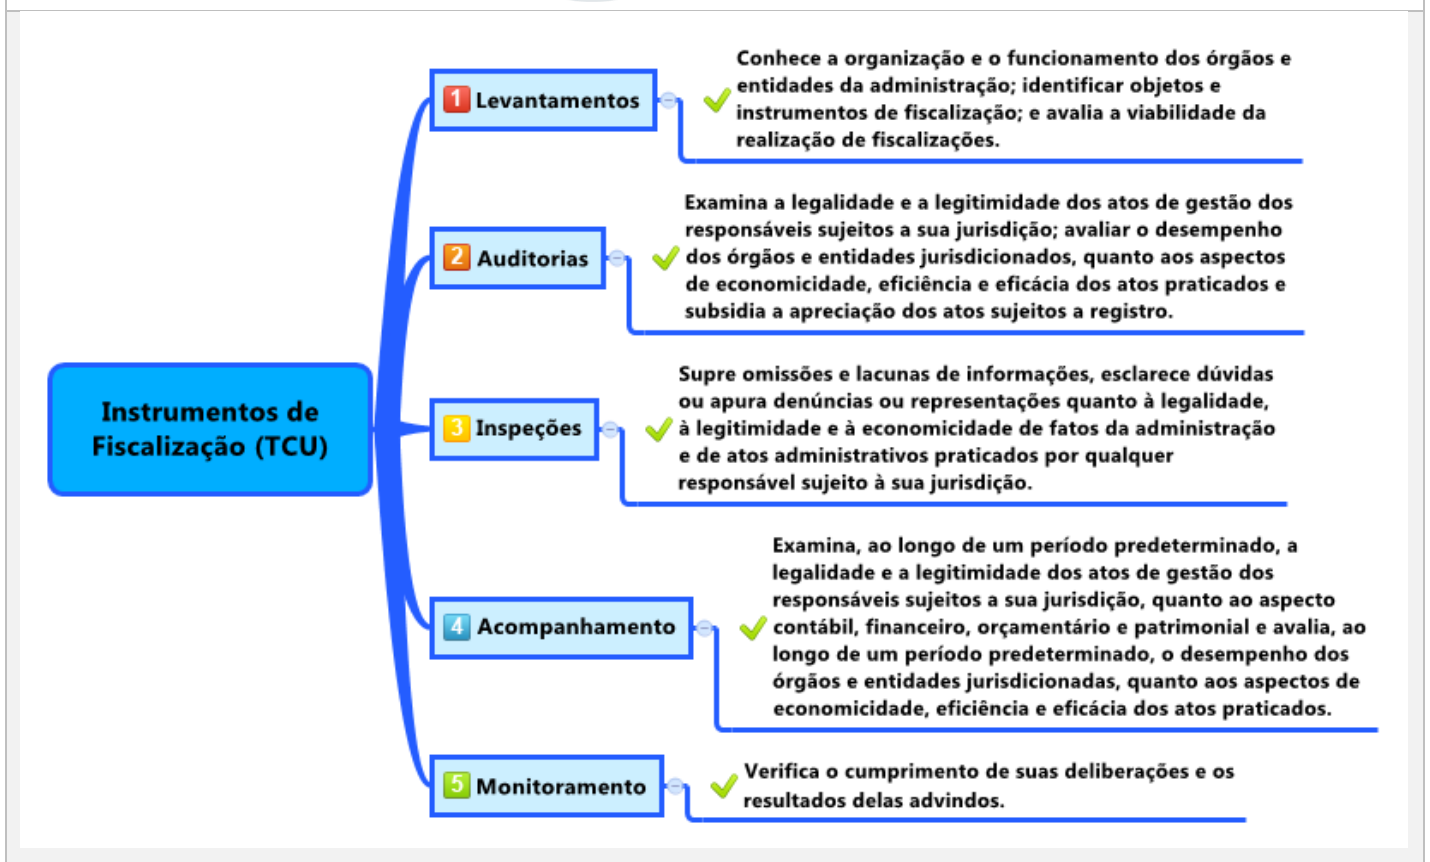 Instrumentos de
Fiscalização (TCU)
1 Levantamentos
Conhece a organização e o funcionamento dos órgãos e
entidades da administração; identificar objetos e
instrumentos de fiscalização; e avalia a viabilidade da
realização de fiscalizações.
2 Auditorias
Examina a legalidade e a legitimidade dos atos de gestão dos
responsáveis sujeitos a sua jurisdição; avaliar o desempenho
dos órgãos e entidades jurisdicionados, quanto aos aspectos
de economicidade, eficiência e eficácia dos atos praticados e
subsidia a apreciação dos atos sujeitos a registro.
3 Inspeções
Supre omissões e lacunas de informações, esclarece dúvidas
ou apura denúncias ou representações quanto à legalidade,
à legitimidade e à economicidade de fatos da administração
e de atos administrativos praticados por qualquer
responsável sujeito à sua jurisdição.
4 Acompanhamento
Examina, ao longo de um período predeterminado, a
legalidade e a legitimidade dos atos de gestão dos
responsáveis sujeitos a sua jurisdição, quanto ao aspecto
contábil, financeiro, orçamentário e patrimonial e avalia, ao
longo de um período predeterminado, o desempenho dos
órgãos e entidades jurisdicionadas, quanto aos aspectos de
economicidade, eficiência e eficácia dos atos praticados.
5 Monitoramento
Verifica o cumprimento de suas deliberações e os
resultados delas advindos.